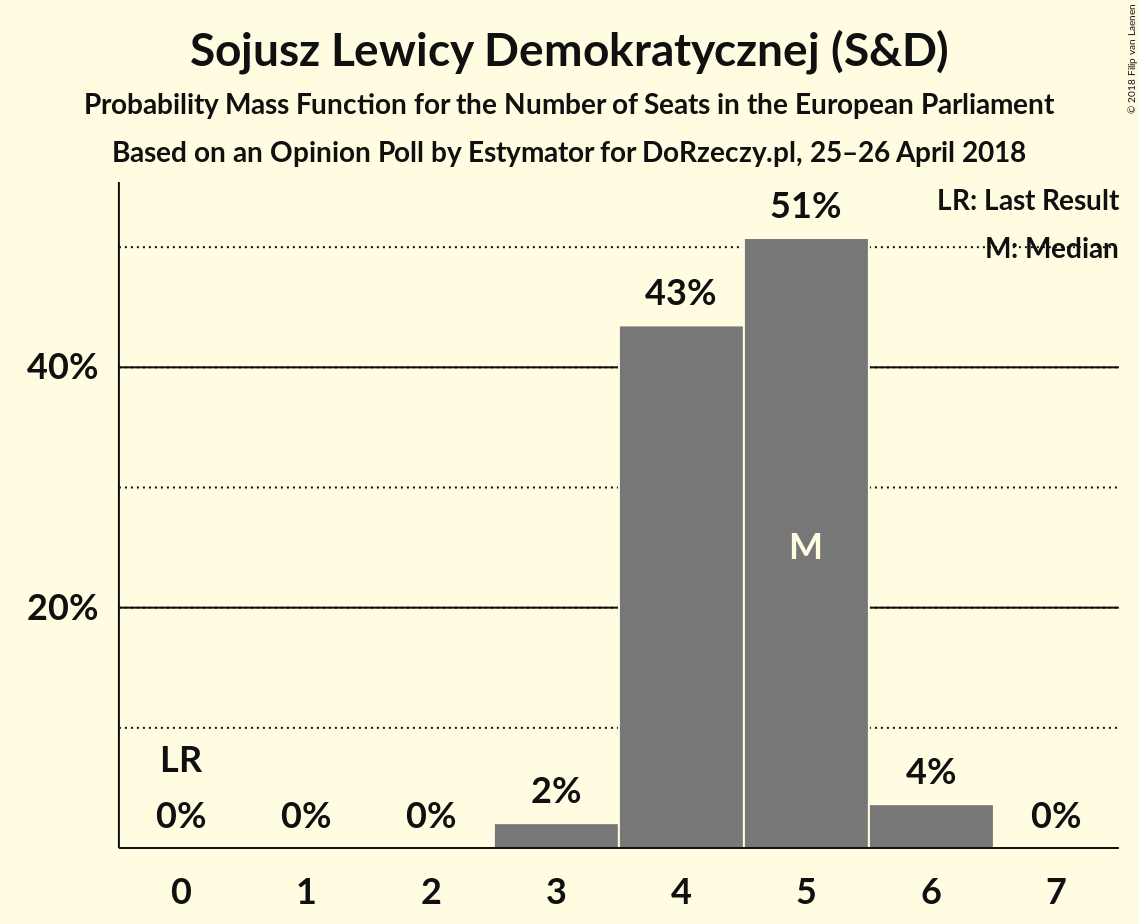 Sojusz Lewicy Demokratycznej (S&D)
Probability Mass Function for the Number of Seats in the European Parliament
Based on an Opinion Poll by Estymator for DoRzeczy.pl, 25–26 April 2018
© 2018 Filip van Laenen
LR: Last Result
M: Median
51%
43%
40%
M
20%
LR
4%
2%
0% 0% 0% 0%
0 1 2 3 4 5 6 7